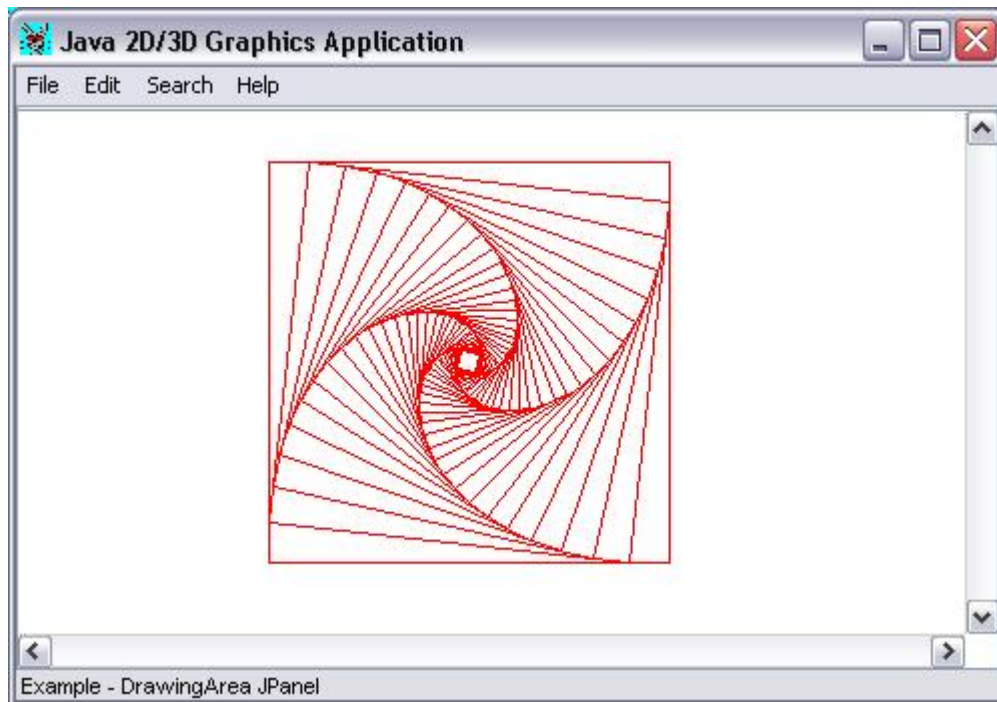 Java 2D/3D Graphics Application
File Edit Search Help
Example - DrawingArea JPanel